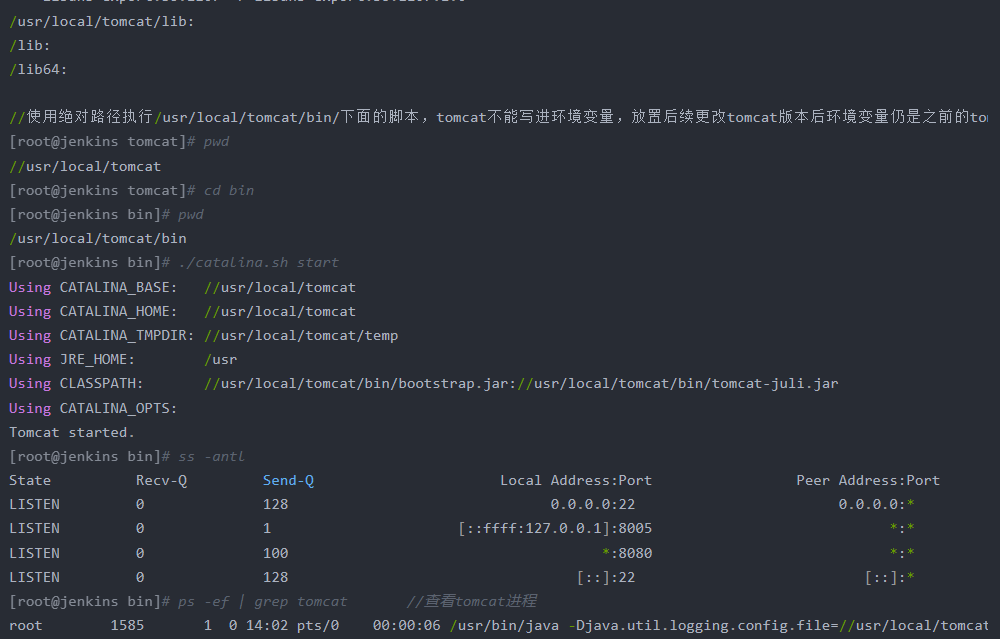 /usr/local/tomcat/lib:
/lib:
/lib64:
//使用绝对路径执行/usr/local/tomcat/bin/下面的脚本，tomcat不能写进环境变量，放置后续更改tomcat版本后环境变量仍是之前的tom
[root@jenkins tomcat]# pwd
//usr/local/tomcat
[root@jenkins tomcat]# cd bin
[root@jenkins bin]# pwd
/usr/local/tomcat/bin
[root@jenkins bin]# ./catalina.sh start
Using CATALINA_BASE:   //usr/local/tomcat
Using CATALINA_HOME:   //usr/local/tomcat
Using CATALINA_TMPDIR: //usr/local/tomcat/temp
Using JRE_HOME:        /usr
Using CLASSPATH:       //usr/local/tomcat/bin/bootstrap.jar://usr/local/tomcat/bin/tomcat-juli.jar
Using CATALINA_OPTS:
Tomcat started.
[root@jenkins bin]# ss -antl
State          Recv-Q         Send-Q                      Local Address:Port                 Peer Address:Port
LISTEN         0              128                               0.0.0.0:22                        0.0.0.0:*
LISTEN         0              1                      [::ffff:127.0.0.1]:8005                            *:*
LISTEN         0              100                                     *:8080                            *:*
LISTEN         0              128                                  [::]:22                           [::]:*
[root@jenkins bin]# ps -ef | grep tomcat       //查看tomcat进程
root        1585       1  0 14:02 pts/0    00:00:06 /usr/bin/java -Djava.util.logging.config.file=//usr/local/tomcat